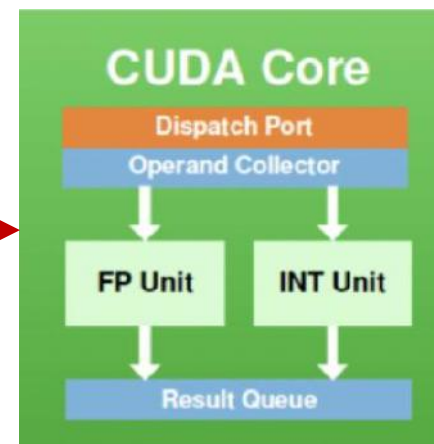 CUDA Core
Dispatch Port
Operand Collector
FP Unit
INT Unit
Result Queue